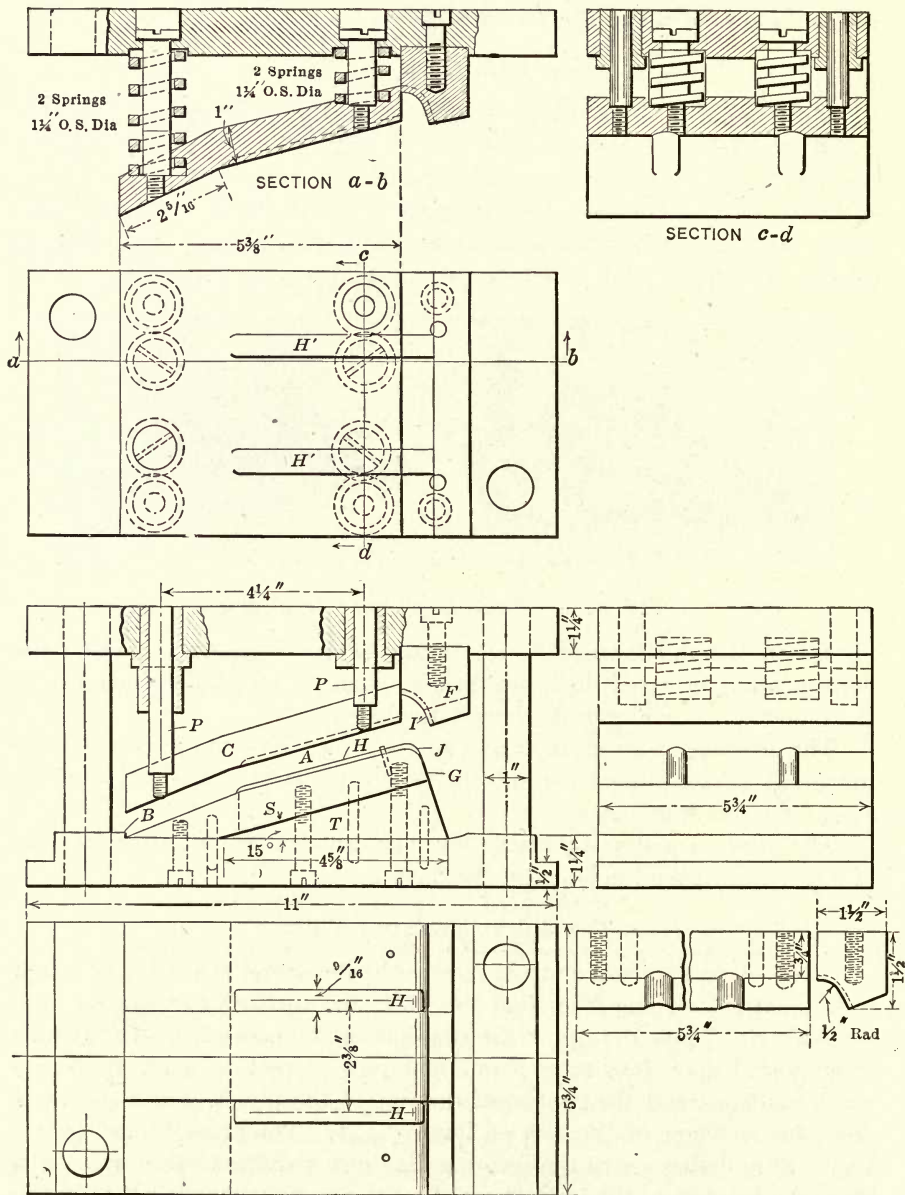 2 Springs
1¼" O.S. Dia
2 Springs
1¼" O.S. Dia
1"
SECTION a-b
2 5/16"
5⅜"
SECTION c-d
c
a
b
H'
H'
d
4¼"
1¼"
P
P
F
I
C
A
H
J
G
B
S
T
15°
4⅝"
1"
½"
1¼"
5¾"
11"
9/16"
H
2⅜"
H
5¾"
1½"
¾"
1½"
5¾"
½" Rad